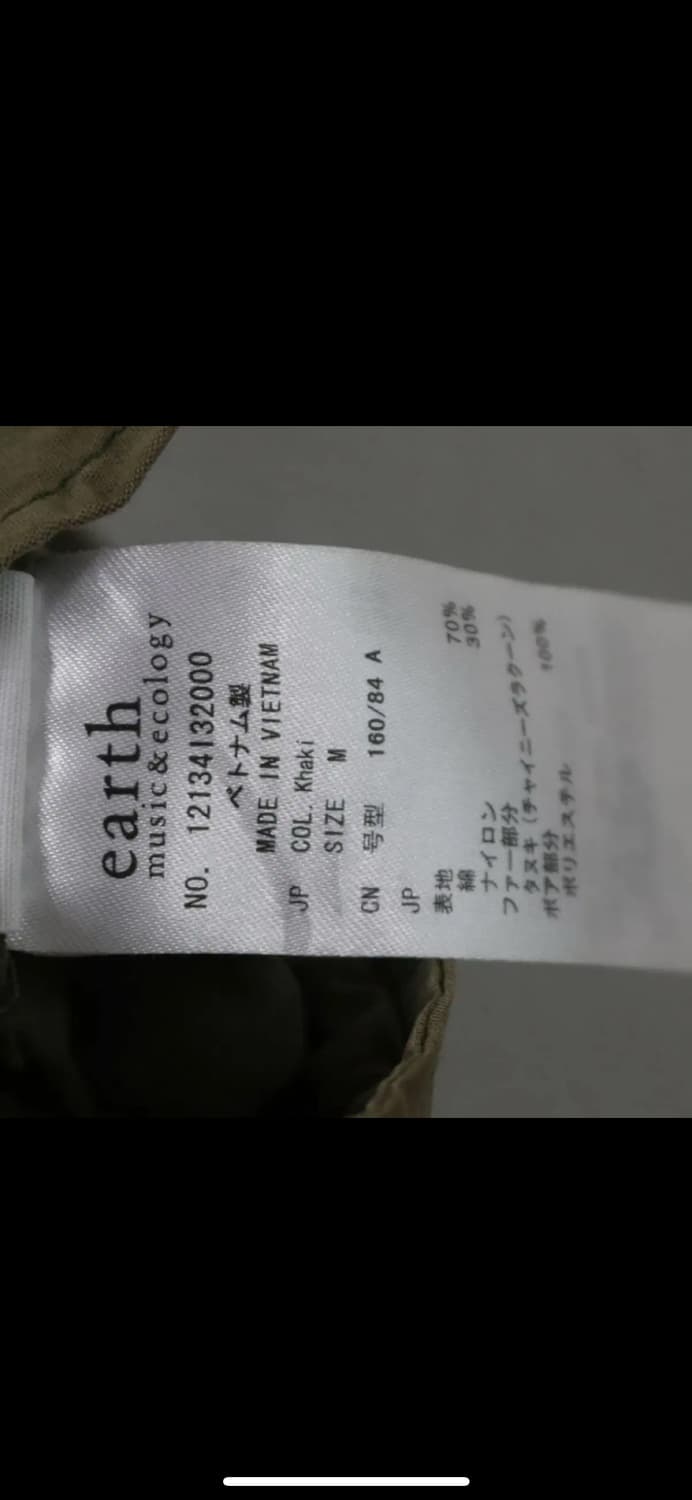 earth
music&ecology
NO. 12134132000
ベトナム製
MADE IN VIETNAM
JP COL. Khaki
SIZE M
CN 号型 160/84 A
JP
表地
綿 70%
ナイロン 30%
ファー部分
タヌキ(チャイニーズラクーン)
ボア部分
ポリエステル 100%